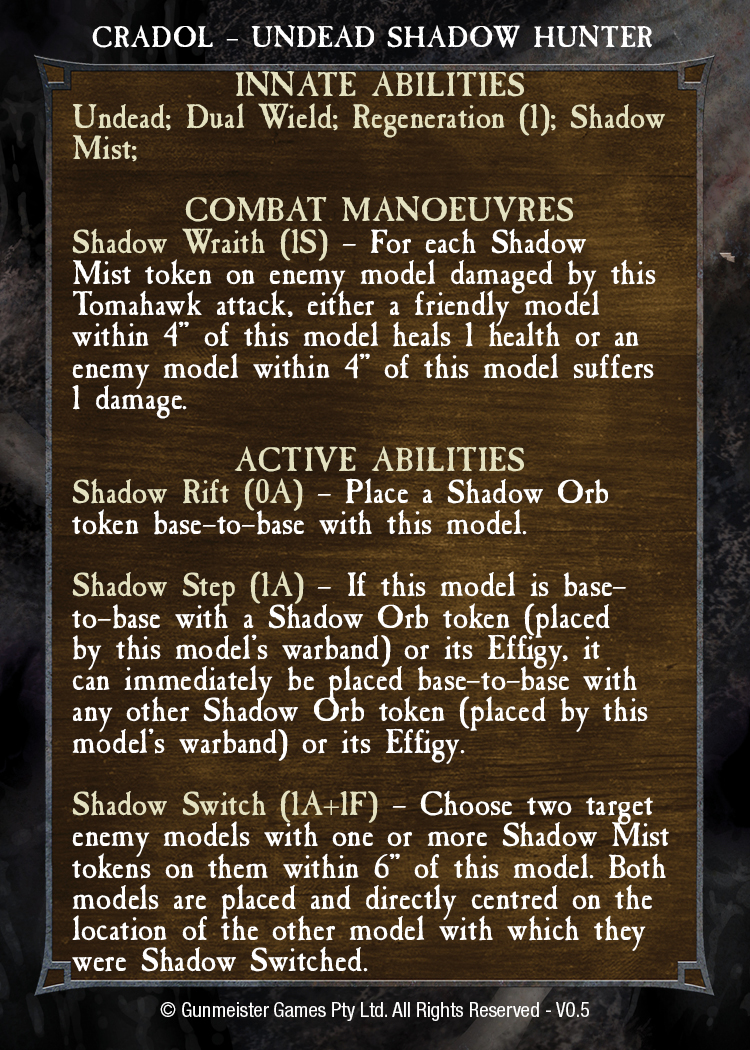 CRADOL – UNDEAD SHADOW HUNTER
INNATE ABILITIES
Undead; Dual Wield; Regeneration (1); Shadow
Mist;
COMBAT MANOEUVRES
Shadow Wraith (1S) – For each Shadow
Mist token on enemy model damaged by this
Tomahawk attack, either a friendly model
within 4” of this model heals 1 health or an
enemy model within 4” of this model suffers
1 damage.
ACTIVE ABILITIES
Shadow Rift (0A) – Place a Shadow Orb
token base–to–base with this model.
Shadow Step (1A) – If this model is base–
to–base with a Shadow Orb token (placed
by this model's warband) or its Effigy, it
can immediately be placed base–to–base with
any other Shadow Orb token (placed by this
model's warband) or its Effigy.
Shadow Switch (1A+1F) – Choose two target
enemy models with one or more Shadow Mist
tokens on them within 6” of this model. Both
models are placed and directly centred on the
location of the other model with which they
were Shadow Switched.
© Gunmeister Games Pty Ltd. All Rights Reserved - V0.5